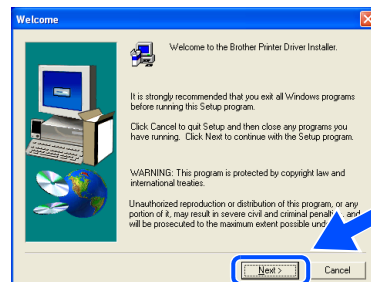 Welcome
Welcome to the Brother Printer Driver Installer.
It is strongly recommended that you exit all Windows programs
before running this Setup program.
Click Cancel to quit Setup and then close any programs you
have running. Click Next to continue with the Setup program.
WARNING: This program is protected by copyright law and
international treaties.
Unauthorized reproduction or distribution of this program, or any
portion of it, may result in severe civil and criminal and
will be prosecuted to the maximum extent possible
Next >
Cancel